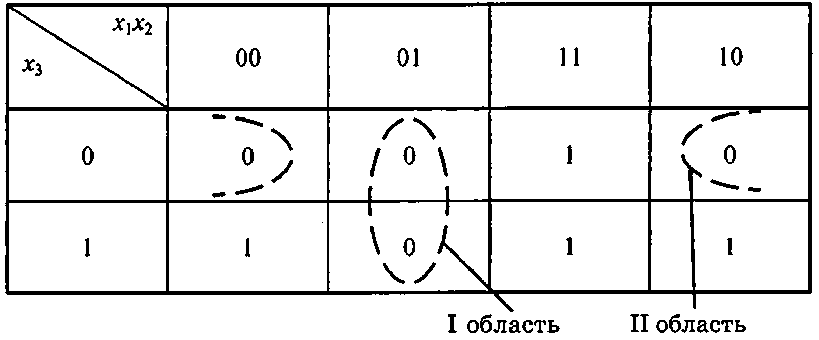 x₁x₂
x₃ 00 01 11 10
0 0 0 1 0
1 1 0 1 1
I область II область